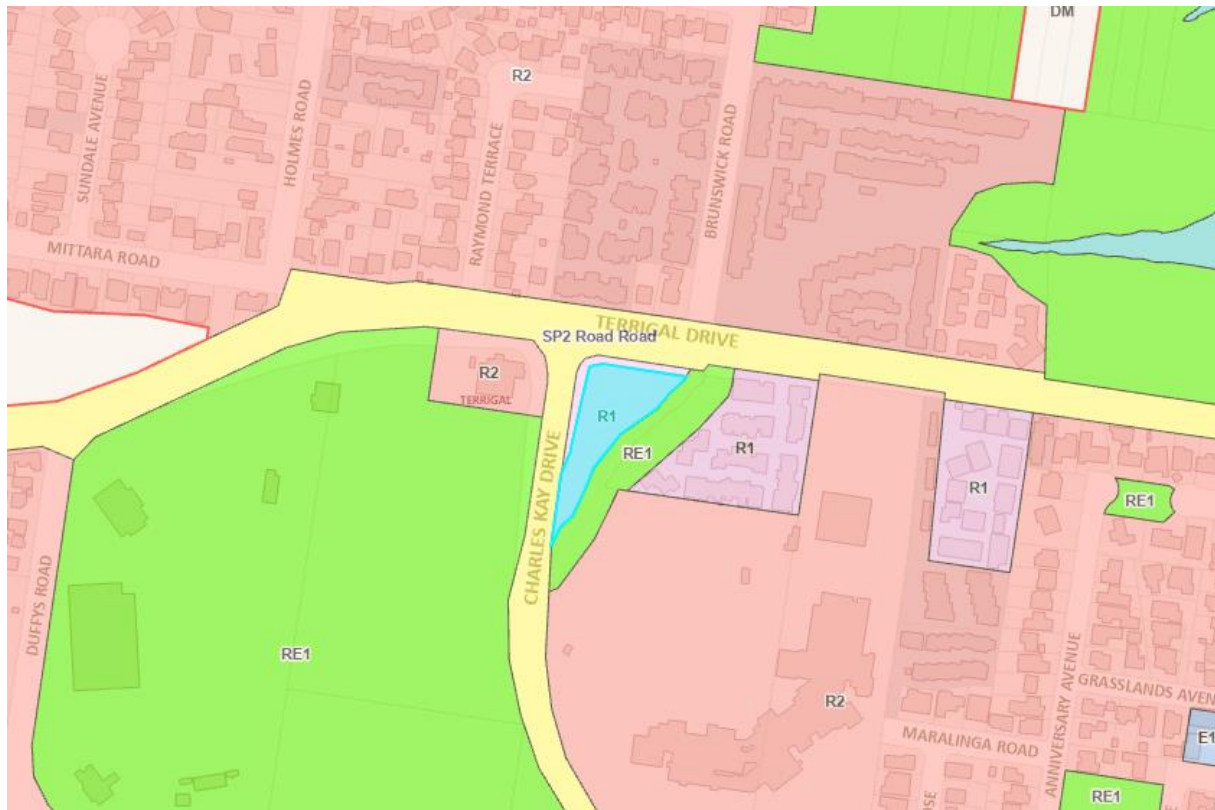 DM
R2
SUNDALE AVENUE
HOLMES ROAD
RAYMOND TERRACE
BRUNSWICK ROAD
MITTARA ROAD
TERRIGAL DRIVE
SP2 Road Road
R2
TERRIGAL
R1
RE1
R1
R1
RE1
CHARLES KAY DRIVE
DUFFYS ROAD
RE1
R2
ANNIVERSARY AVENUE
GRASSLANDS AVEN
MARALINGA ROAD
E1
RE1
OSE